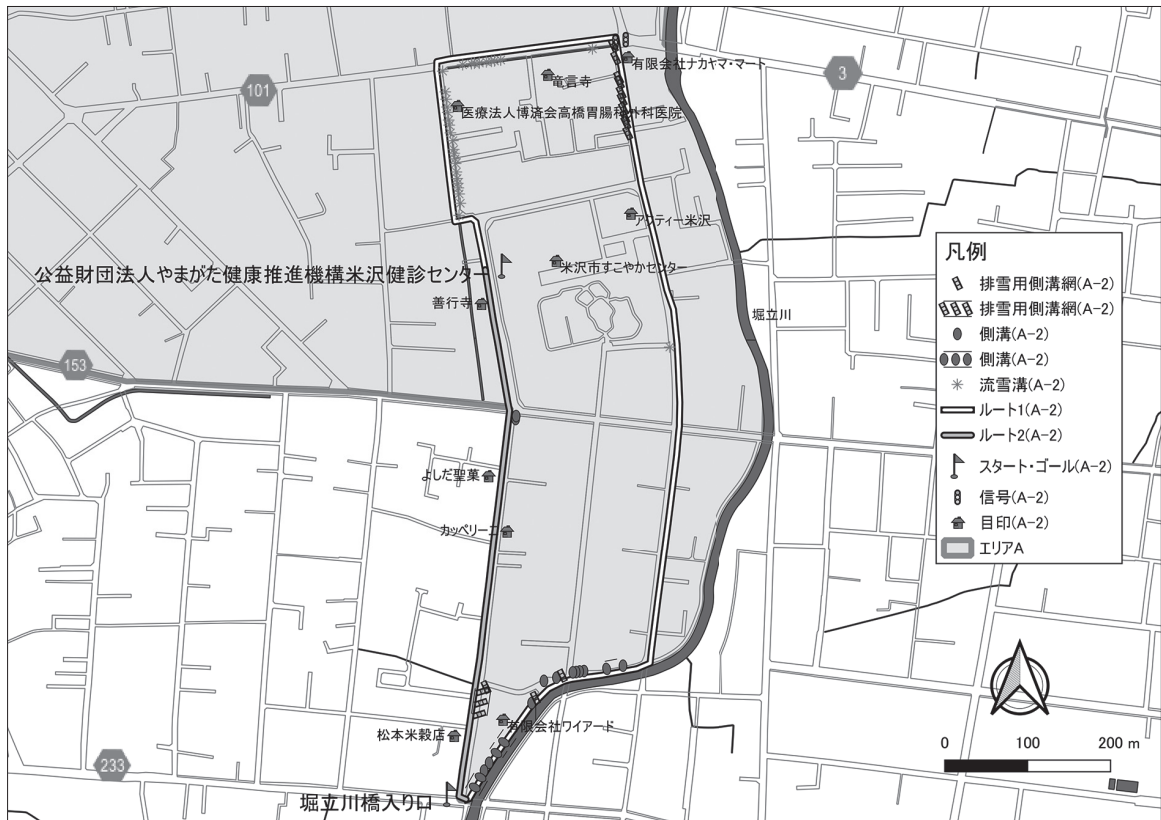 3
有限会社ナカヤマ・マート
竜言寺
101
医療法人博済会高橋胃腸科外科医院
アクティー米沢
公益財団法人やまがた健康推進機構米沢健診センター
米沢市すこやかセンター
善行寺
堀立川
153
よしだ聖菓
カッペリーニ
有限会社ワイアード
松本米穀店
233
堀立川橋入り口
凡例
排雪用側溝網(A-2)
排雪用側溝網(A-2)
側溝(A-2)
側溝(A-2)
流雪溝(A-2)
ルート1(A-2)
ルート2(A-2)
スタート・ゴール(A-2)
信号(A-2)
目印(A-2)
エリアA
0 100 200 m